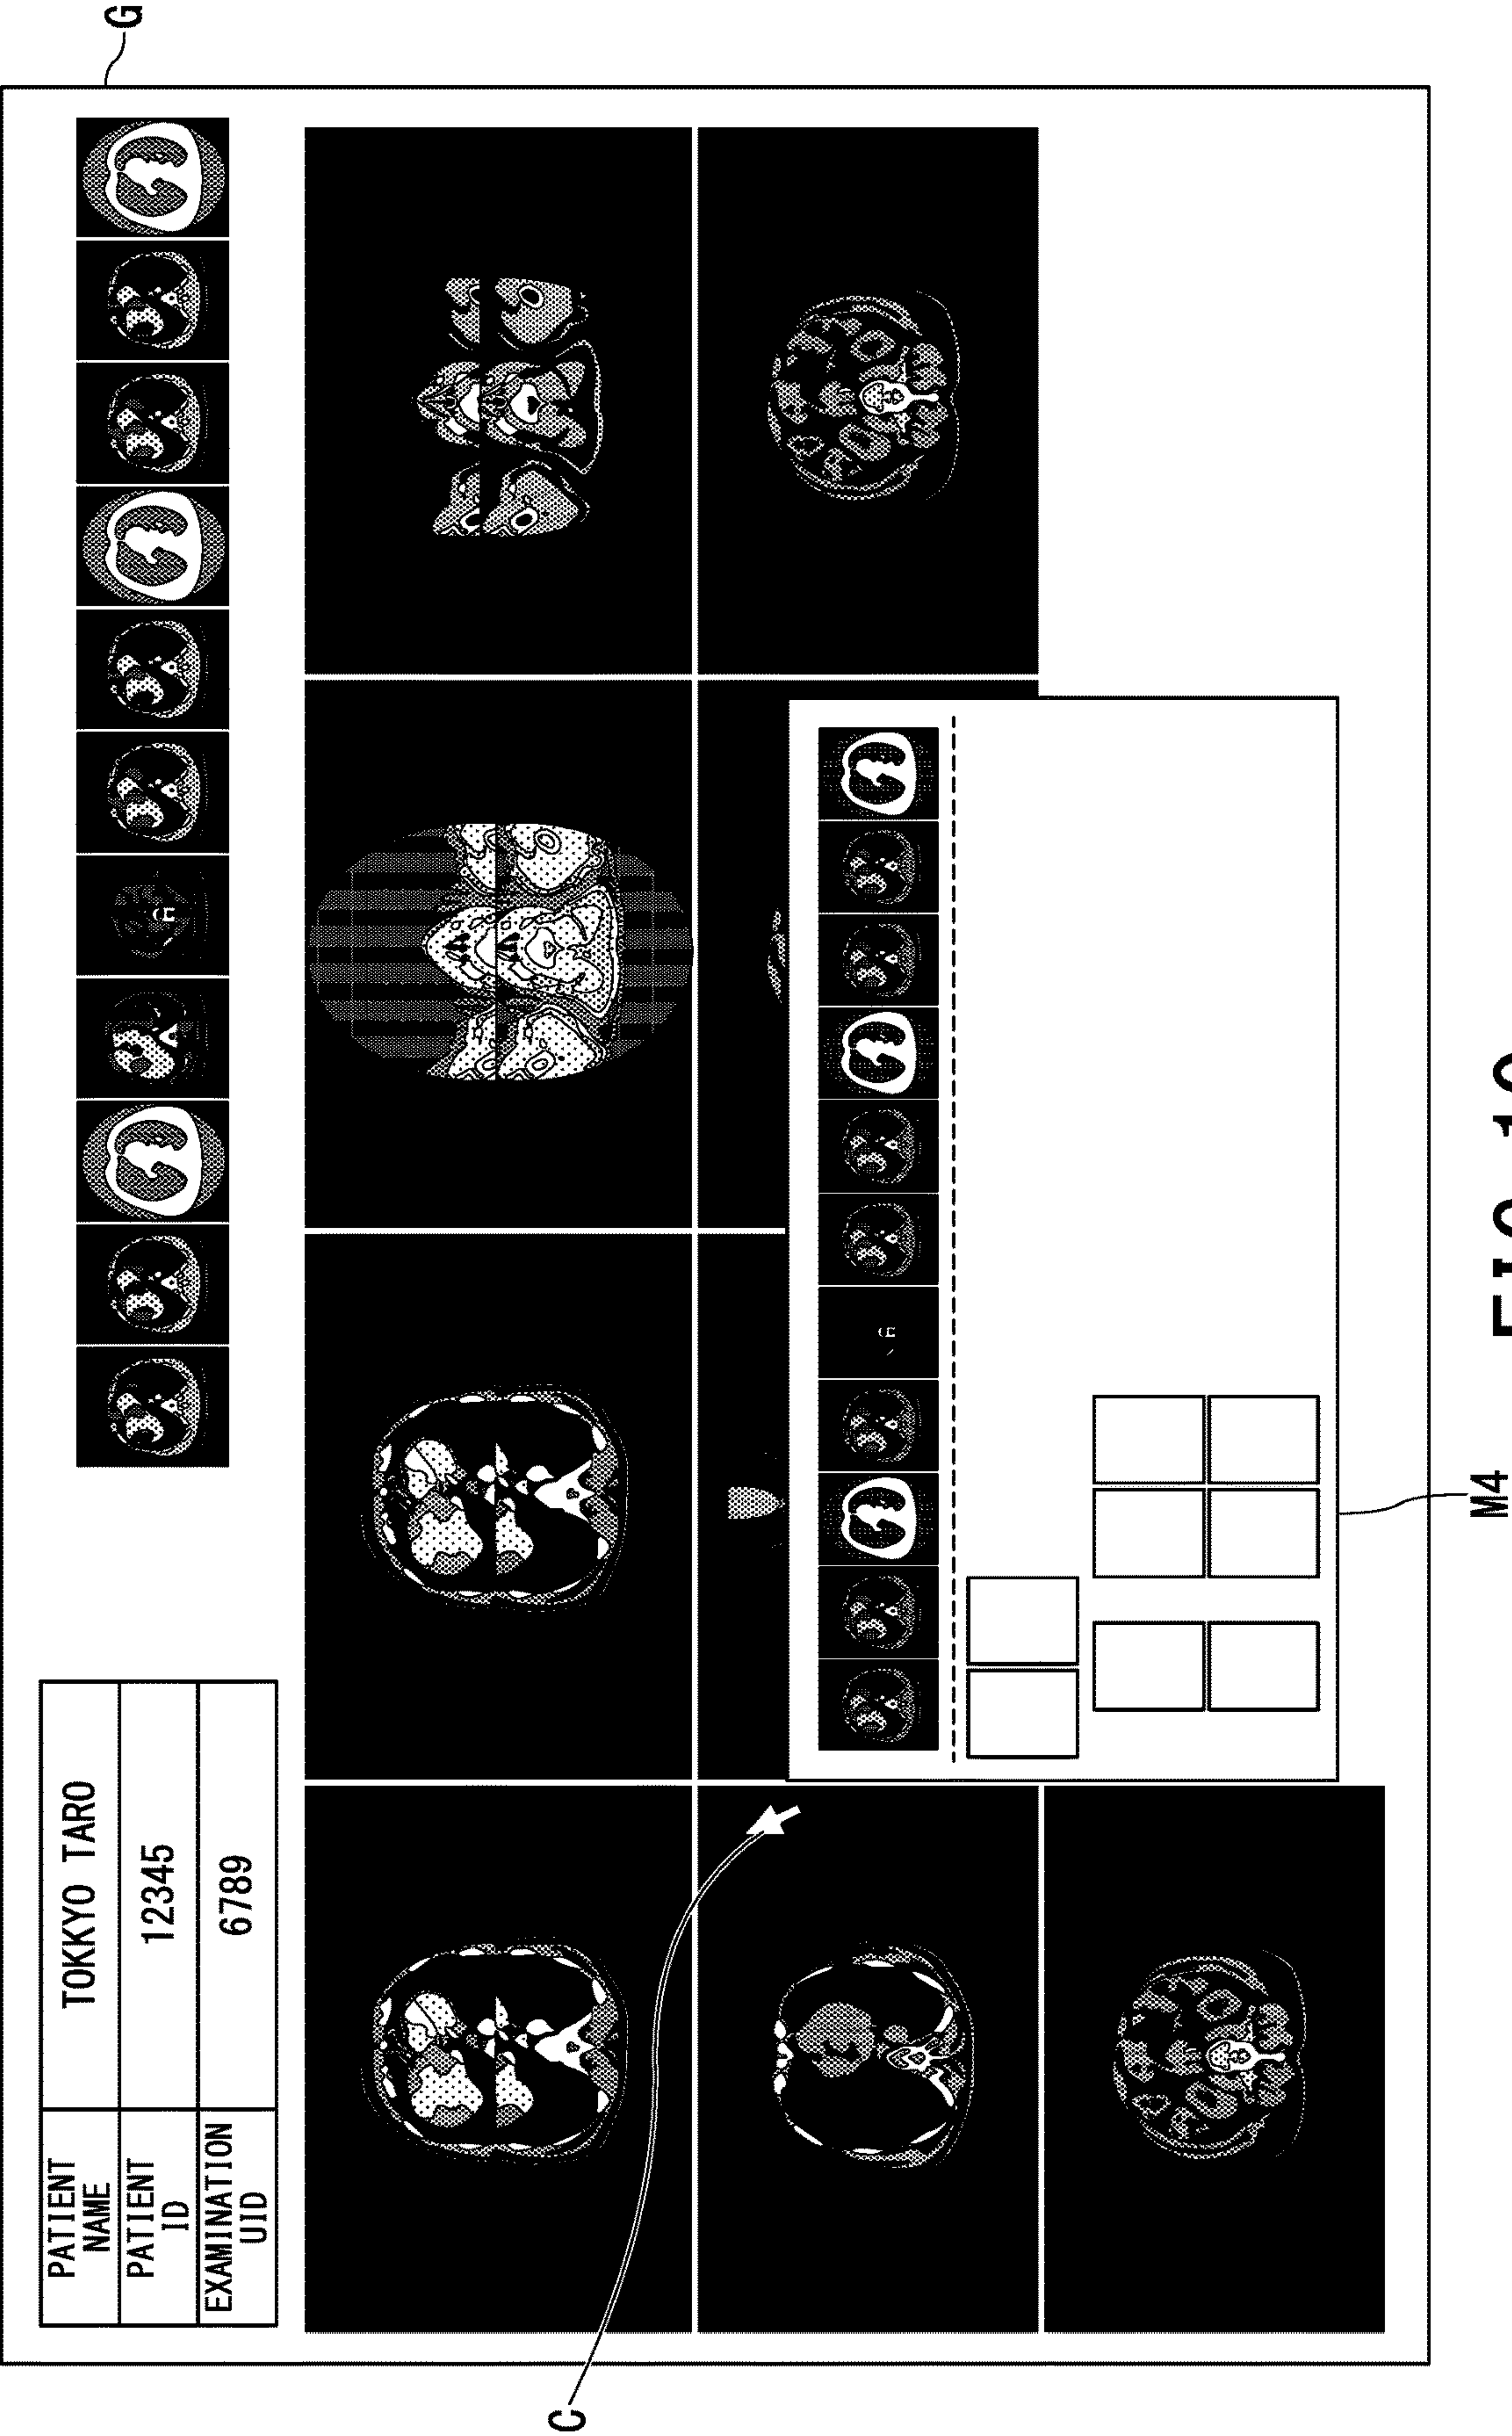 G
PATIENT NAME TOKKYO TARO
PATIENT ID 12345
EXAMINATION UID 6789
C
M4